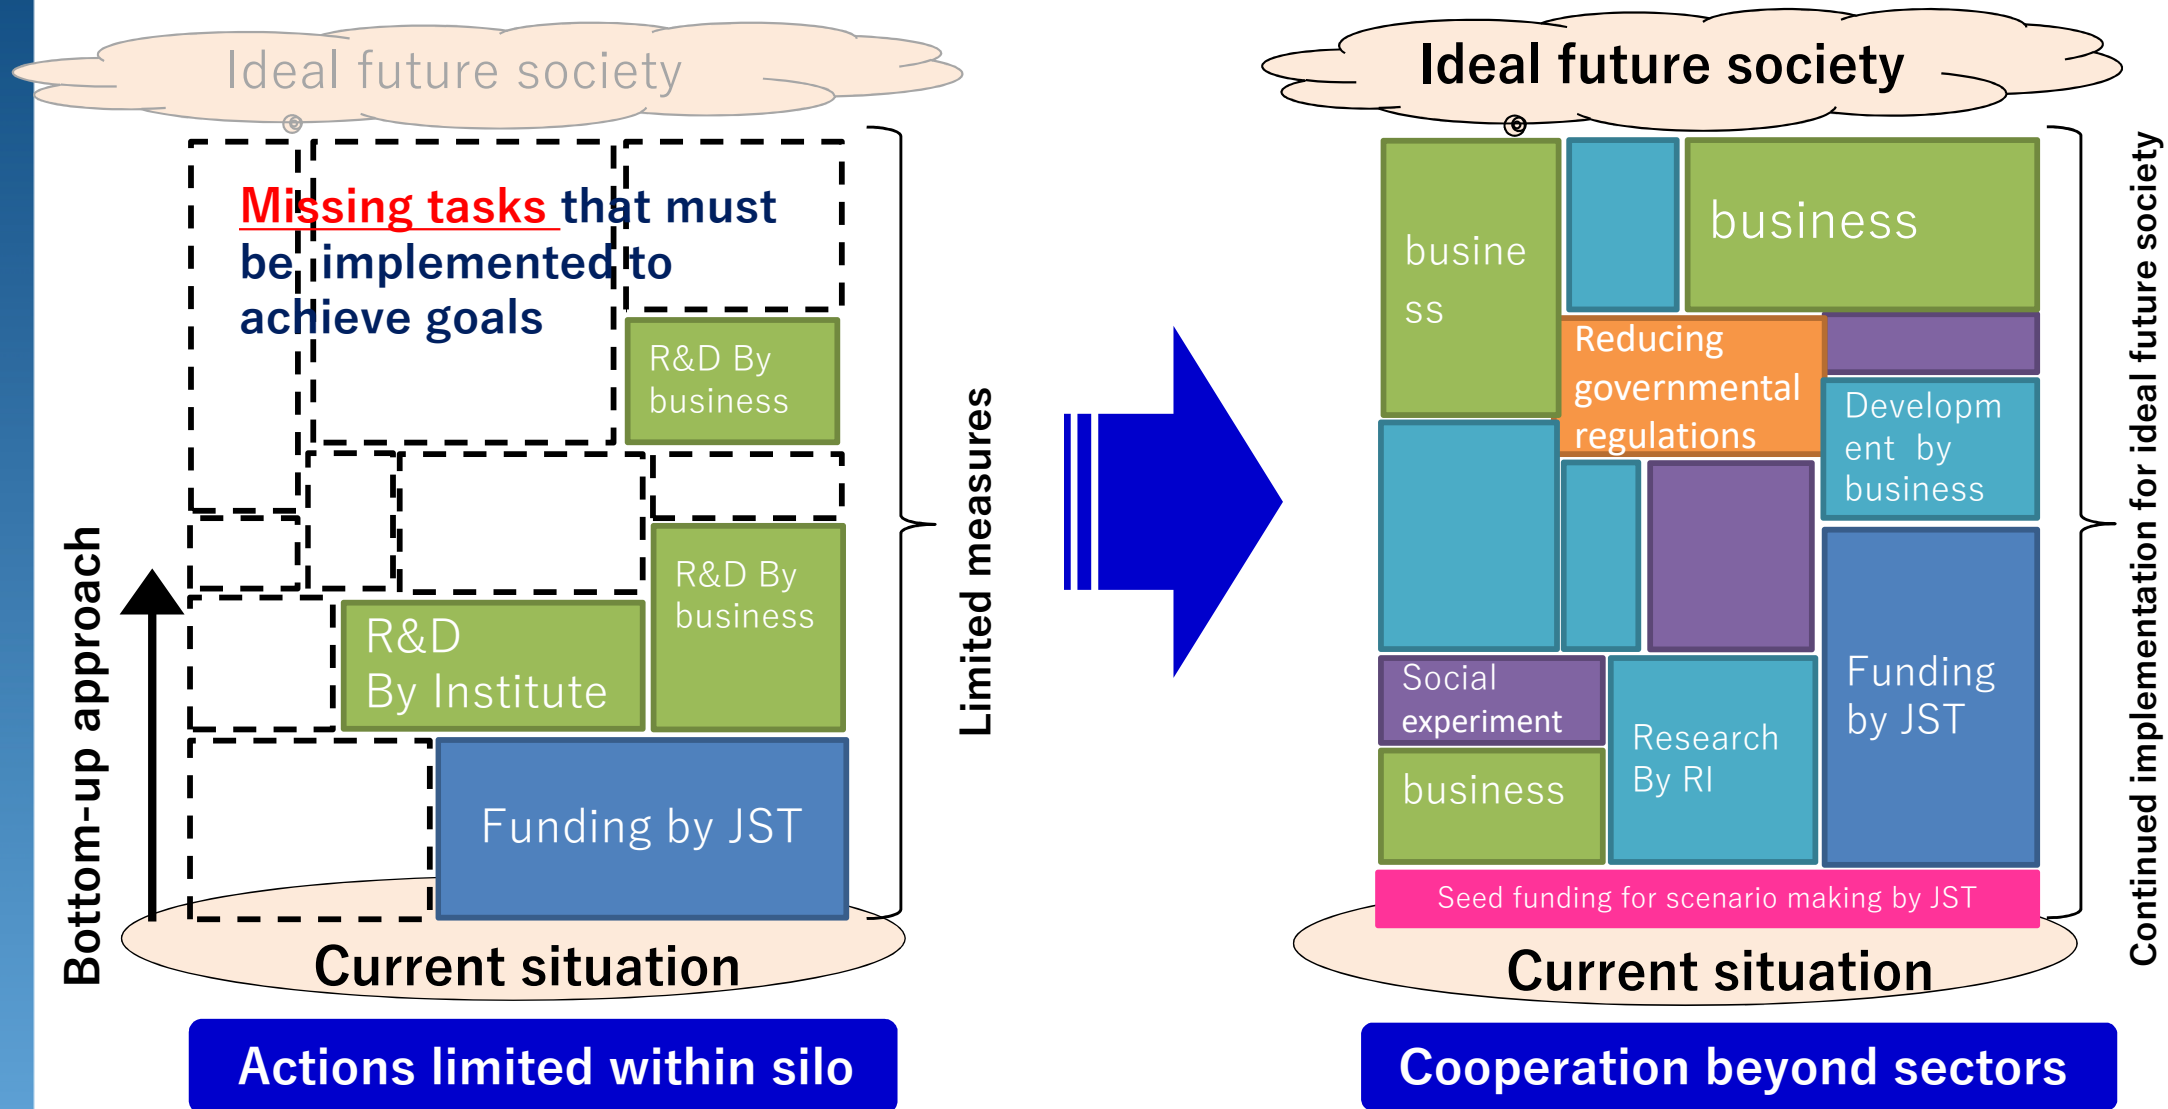 Ideal future society
Missing tasks that must
be implemented to
achieve goals
R&D By
business
R&D By
business
R&D
By Institute
Funding by JST
Current situation
Bottom-up approach
Limited measures
Actions limited within silo
Ideal future society
busine
ss
business
Reducing
governmental
regulations
Developm
ent by
business
Social
experiment
Research
By RI
Funding
by JST
business
Seed funding for scenario making by JST
Current situation
Continued implementation for ideal future society
Cooperation beyond sectors